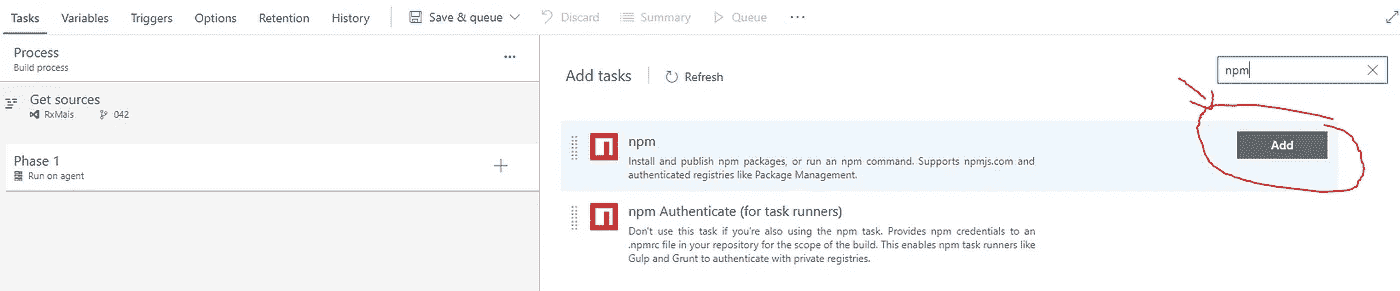 Tasks Variables Triggers Options Retention History Save & queue Discard Summary Queue ...
Process ...
Build process
Get sources
RxMais 042
Phase 1
Run on agent
Add tasks Refresh npm
npm
Install and publish npm packages, or run an npm command. Supports npmjs.com and
authenticated registries like Package Management.
Add
npm Authenticate (for task runners)
Don't use this task if you're also using the npm task. Provides npm credentials to an
.npmrc file in your repository for the scope of the build. This enables npm task runners like
Gulp and Grunt to authenticate with private registries.